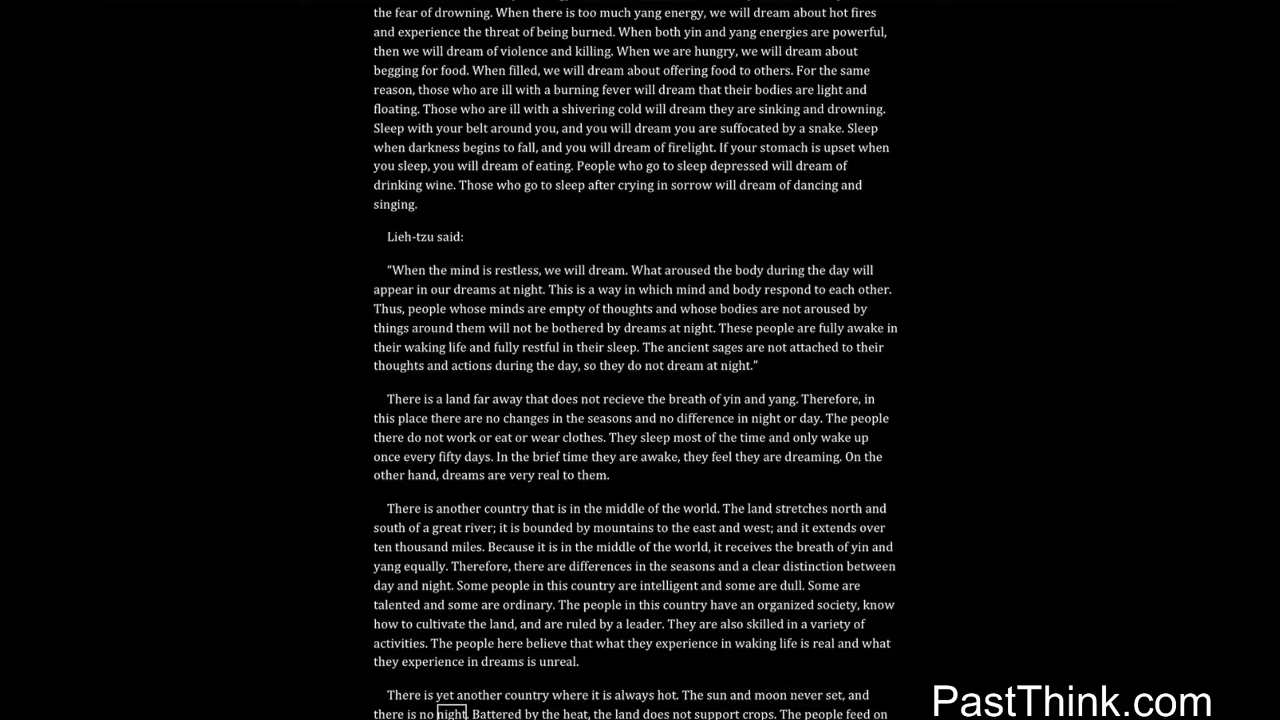 the fear of drowning. When there is too much yang energy, we will dream about hot fires
and experience the threat of being burned. When both yin and yang energies are powerful,
then we will dream of violence and killing. When we are hungry, we will dream about
begging for food. When filled, we will dream about offering food to others. For the same
reason, those who are ill with a burning fever will dream that their bodies are light and
floating. Those who are ill with a shivering cold will dream they are sinking and drowning.
Sleep with your belt around you, and you will dream you are suffocated by a snake. Sleep
when darkness begins to fall, and you will dream of firelight. If your stomach is upset when
you sleep, you will dream of eating. People who go to sleep depressed will dream of
drinking wine. Those who go to sleep after crying in sorrow will dream of dancing and
singing.
Lieh-tzu said:
“When the mind is restless, we will dream. What aroused the body during the day will
appear in our dreams at night. This is a way in which mind and body respond to each other.
Thus, people whose minds are empty of thoughts and whose bodies are not aroused by
things around them will not be bothered by dreams at night. These people are fully awake in
their waking life and fully restful in their sleep. The ancient sages are not attached to their
thoughts and actions during the day, so they do not dream at night.”
There is a land far away that does not recieve the breath of yin and yang. Therefore, in
this place there are no changes in the seasons and no difference in night or day. The people
there do not work or eat or wear clothes. They sleep most of the time and only wake up
once every fifty days. In the brief time they are awake, they feel they are dreaming. On the
other hand, dreams are very real to them.
There is another country that is in the middle of the world. The land stretches north and
south of a great river; it is bounded by mountains to the east and west; and it extends over
ten thousand miles. Because it is in the middle of the world, it receives the breath of yin and
yang equally. Therefore, there are differences in the seasons and a clear distinction between
day and night. Some people in this country are intelligent and some are dull. Some are
talented and some are ordinary. The people in this country have an organized society, know
how to cultivate the land, and are ruled by a leader. They are also skilled in a variety of
activities. The people here believe that what they experience in waking life is real and what
they experience in dreams is unreal.
There is yet another country where it is always hot. The sun and moon never set, and
there is no night. Battered by the heat, the land does not support crops. The people feed on
PastThink.com